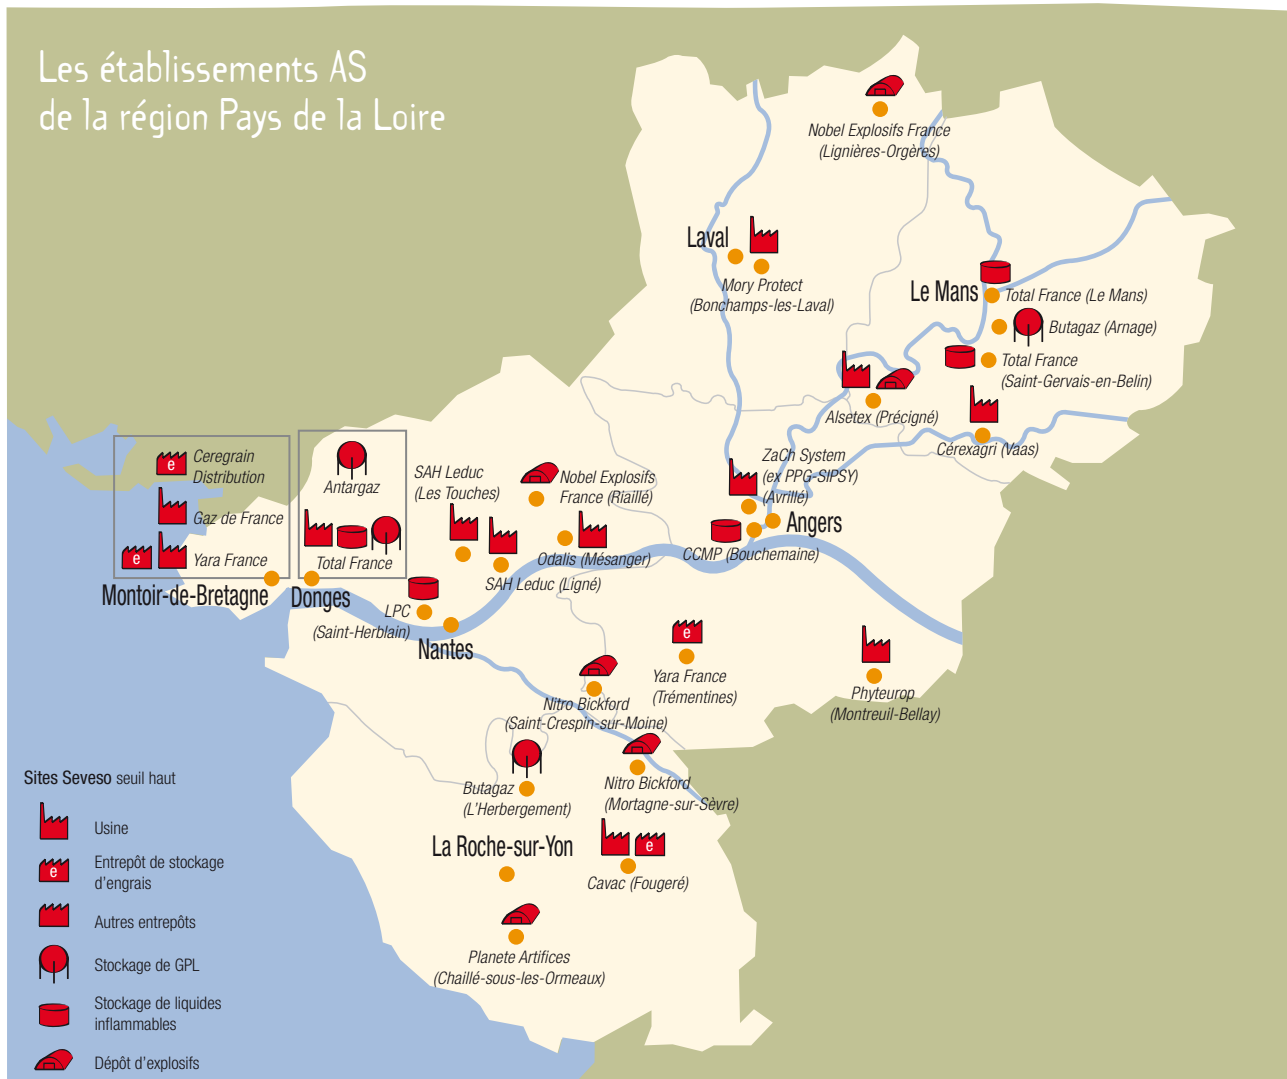 Les établissements AS
de la région Pays de la Loire
Nobel Explosifs France
(Lignières-Orgères)
Laval
Mory Protect
(Bonchamps-les-Laval)
Le Mans
Total France (Le Mans)
Butagaz (Arnage)
Total France
(Saint-Gervais-en-Belin)
Alsetex (Précigné)
Cérexagri (Vaas)
Ceregrain
Distribution
e
Gaz de France
e
Yara France
Montoir-de-Bretagne
Antargaz
Total France
Donges
SAH Leduc
(Les Touches)
Nobel Explosifs
France (Riaillé)
Odalis (Mésanger)
SAH Leduc (Ligné)
ZaCh System
(ex PPG-SIPSY)
(Avrillé)
Angers
CCMP (Bouchemaine)
LPC
(Saint-Herblain)
Nantes
e
Yara France
(Trémentines)
Phyteurop
(Montreuil-Bellay)
Nitro Bickford
(Saint-Crespin-sur-Moine)
Nitro Bickford
(Mortagne-sur-Sèvre)
Butagaz
(L'Herbergement)
La Roche-sur-Yon
e
Cavac (Fougeré)
Planete Artifices
(Chaillé-sous-les-Ormeaux)
Sites Seveso seuil haut
Usine
e
Entrepôt de stockage
d'engrais
Autres entrepôts
Stockage de GPL
Stockage de liquides
inflammables
Dépôt d'explosifs